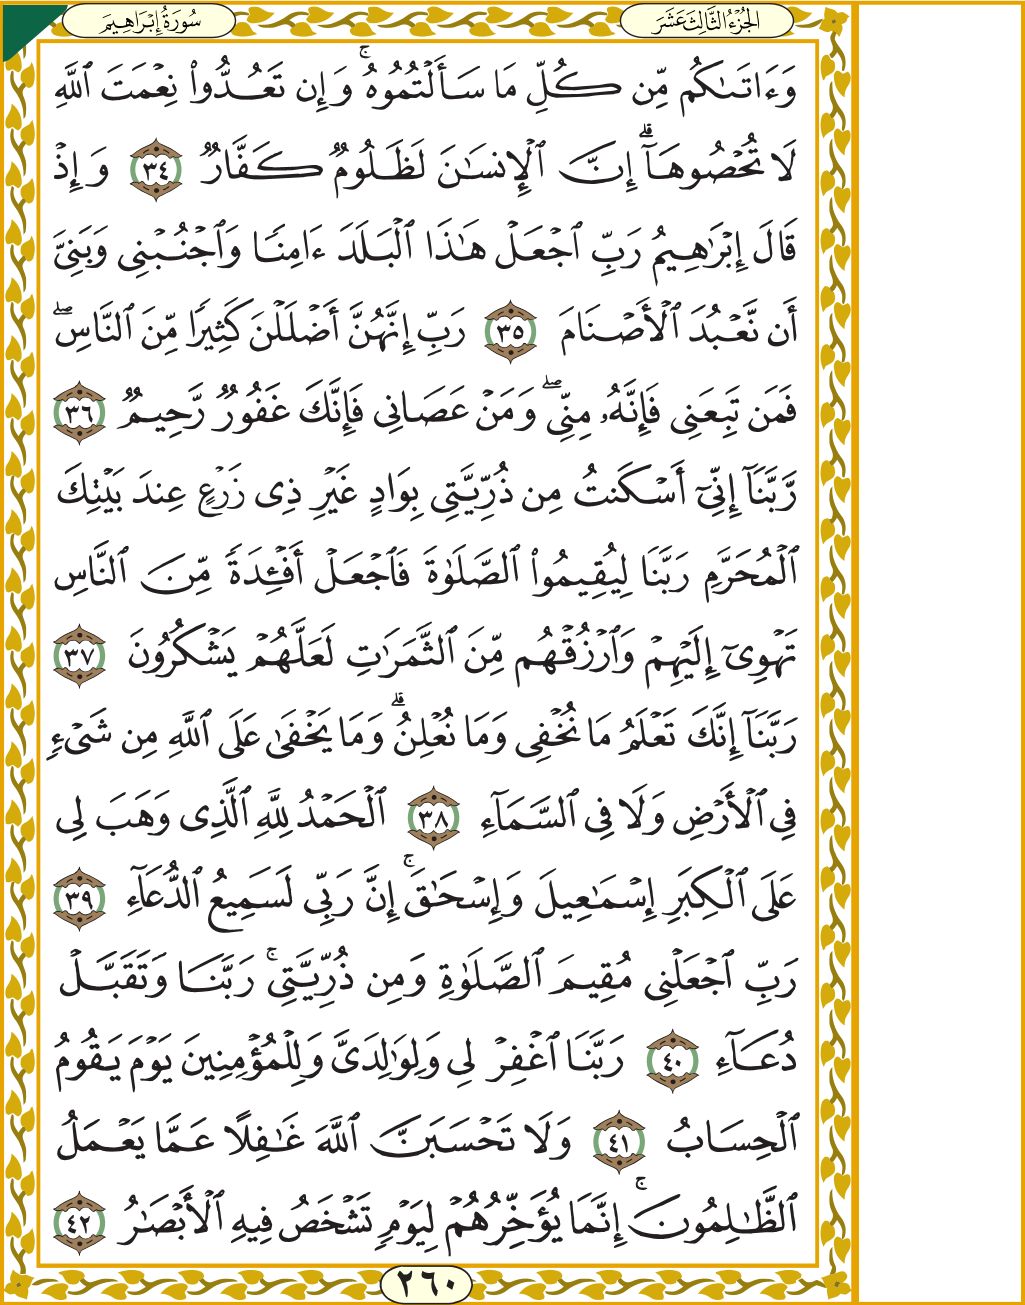 سُورَةُ إِبْرَاهِيمَ
الجُزْءُ الثَّالِثَ عَشَرَ
وَءَاتَىٰكُم مِّن كُلِّ مَا سَأَلْتُمُوهُۚ وَإِن تَعُدُّوا۟ نِعْمَتَ ٱللَّهِ
لَا تُحْصُوهَآۗ إِنَّ ٱلْإِنسَـٰنَ لَظَلُومٌ كَفَّارٌ ٣٤ وَإِذْ
قَالَ إِبْرَٰهِيمُ رَبِّ ٱجْعَلْ هَـٰذَا ٱلْبَلَدَ ءَامِنًا وَٱجْنُبْنِى وَبَنِىَّ
أَن نَّعْبُدَ ٱلْأَصْنَامَ ٣٥ رَبِّ إِنَّهُنَّ أَضْلَلْنَ كَثِيرًا مِّنَ ٱلنَّاسِۖ
فَمَن تَبِعَنِى فَإِنَّهُۥ مِنِّىۖ وَمَنْ عَصَانِى فَإِنَّكَ غَفُورٌ رَّحِيمٌ ٣٦
رَّبَّنَآ إِنِّىٓ أَسْكَنتُ مِن ذُرِّيَّتِى بِوَادٍ غَيْرِ ذِى زَرْعٍ عِندَ بَيْتِكَ
ٱلْمُحَرَّمِ رَبَّنَا لِيُقِيمُوا۟ ٱلصَّلَوٰةَ فَٱجْعَلْ أَفْـِٔدَةً مِّنَ ٱلنَّاسِ
تَهْوِىٓ إِلَيْهِمْ وَٱرْزُقْهُم مِّنَ ٱلثَّمَرَٰتِ لَعَلَّهُمْ يَشْكُرُونَ ٣٧
رَبَّنَآ إِنَّكَ تَعْلَمُ مَا نُخْفِى وَمَا نُعْلِنُۗ وَمَا يَخْفَىٰ عَلَى ٱللَّهِ مِن شَىْءٍ
فِى ٱلْأَرْضِ وَلَا فِى ٱلسَّمَآءِ ٣٨ ٱلْحَمْدُ لِلَّهِ ٱلَّذِى وَهَبَ لِى
عَلَى ٱلْكِبَرِ إِسْمَـٰعِيلَ وَإِسْحَـٰقَۚ إِنَّ رَبِّى لَسَمِيعُ ٱلدُّعَآءِ ٣٩
رَبِّ ٱجْعَلْنِى مُقِيمَ ٱلصَّلَوٰةِ وَمِن ذُرِّيَّتِىۚ رَبَّنَا وَتَقَبَّلْ
دُعَآءِ ٤٠ رَبَّنَا ٱغْفِرْ لِى وَلِوَٰلِدَىَّ وَلِلْمُؤْمِنِينَ يَوْمَ يَقُومُ
ٱلْحِسَابُ ٤١ وَلَا تَحْسَبَنَّ ٱللَّهَ غَـٰفِلًا عَمَّا يَعْمَلُ
ٱلظَّـٰلِمُونَۚ إِنَّمَا يُؤَخِّرُهُمْ لِيَوْمٍ تَشْخَصُ فِيهِ ٱلْأَبْصَـٰرُ ٤٢
٢٦٠